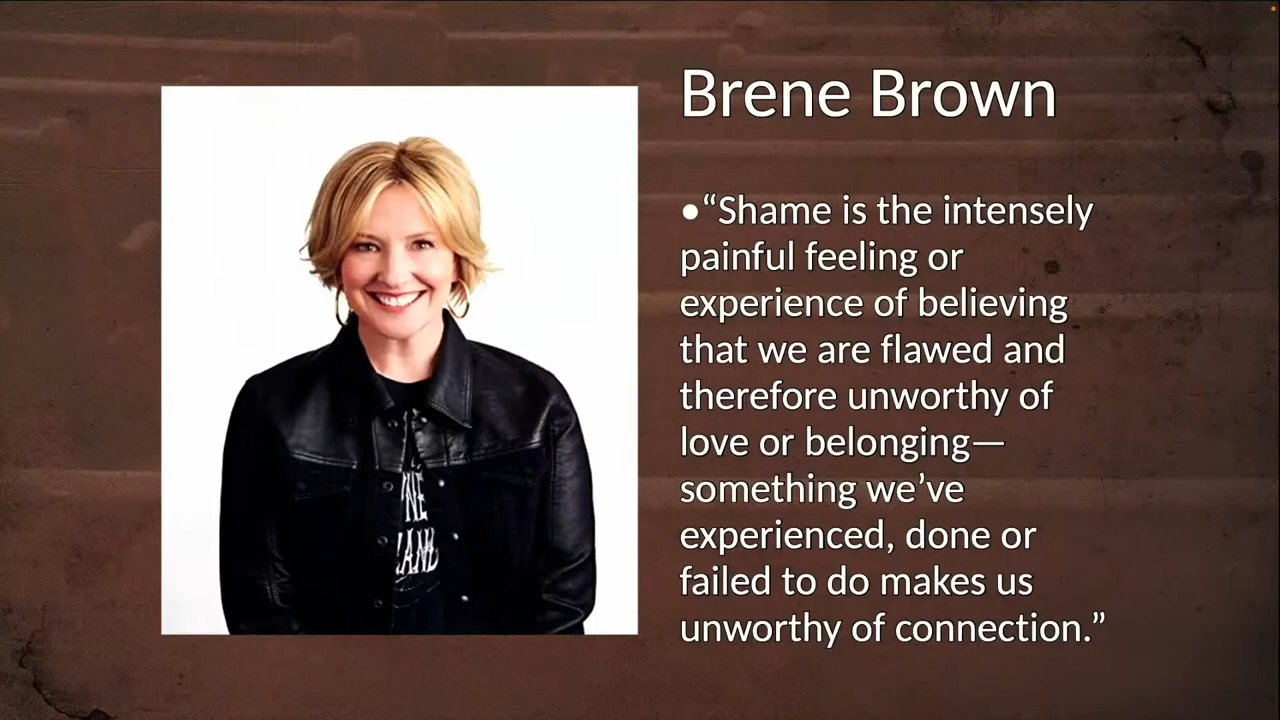 Brene Brown
•“Shame is the intensely
painful feeling or
experience of believing
that we are flawed and
therefore unworthy of
love or belonging—
something we’ve
experienced, done or
failed to do makes us
unworthy of connection.”